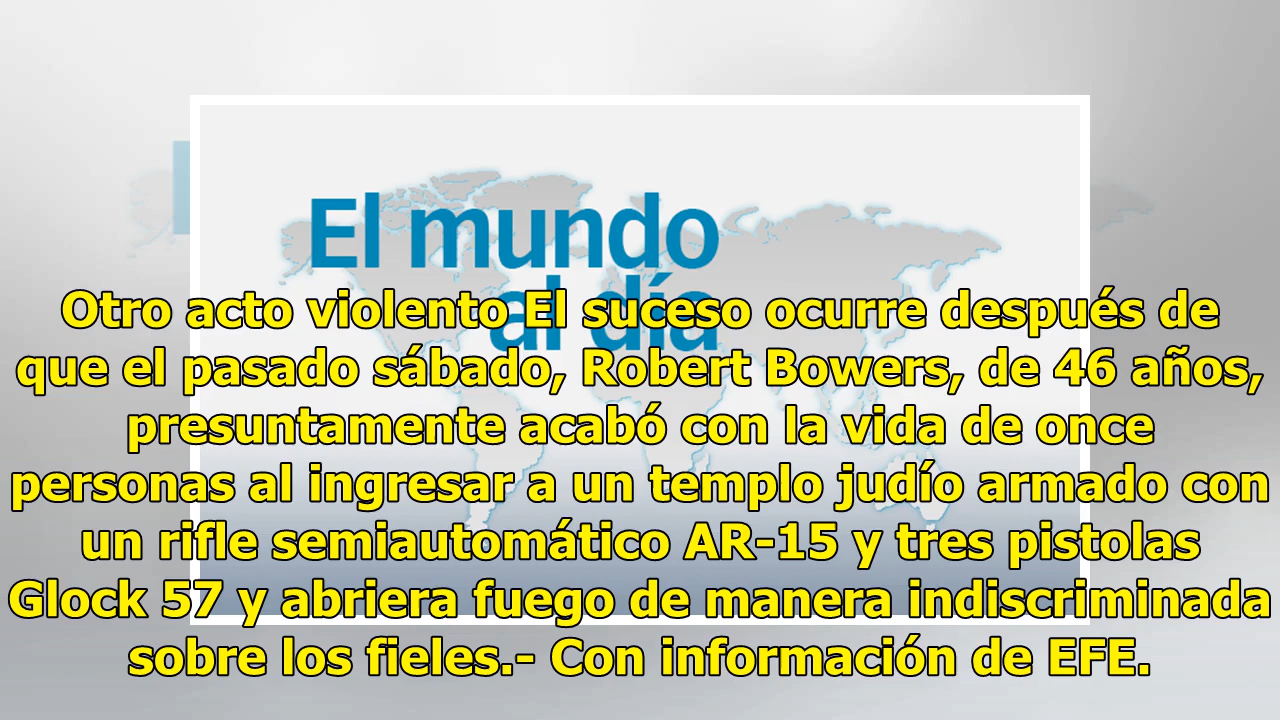 El mundo
al día
Otro acto violento El suceso ocurre después de
que el pasado sábado, Robert Bowers, de 46 años,
presuntamente acabó con la vida de once
personas al ingresar a un templo judío armado con
un rifle semiautomático AR-15 y tres pistolas
Glock 57 y abriera fuego de manera indiscriminada
sobre los fieles.- Con información de EFE.